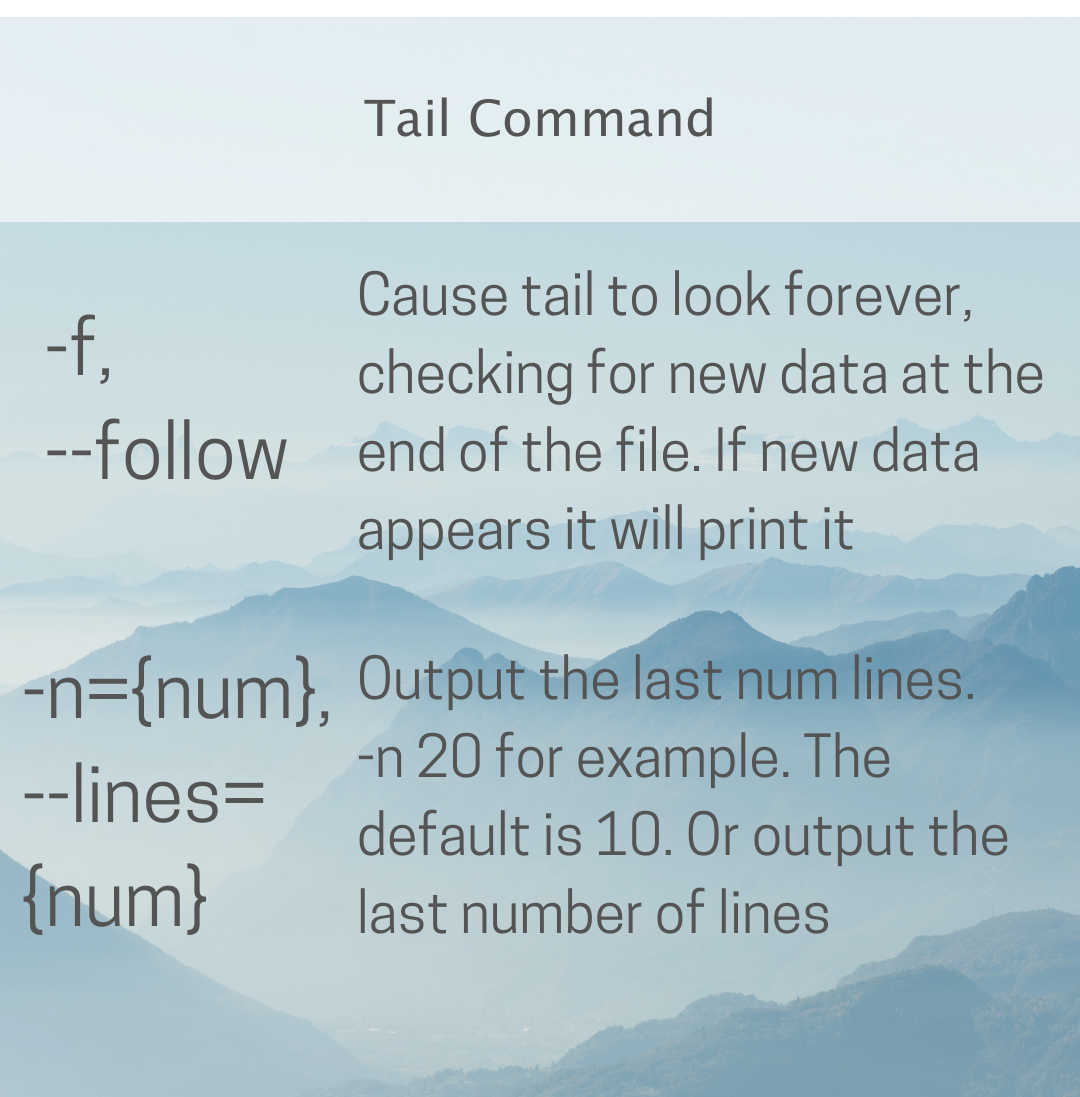 Tail Command
-f,
--follow
Cause tail to look forever,
checking for new data at the
end of the file. If new data
appears it will print it
-n={num},
--lines=
{num}
Output the last num lines.
-n 20 for example. The
default is 10. Or output the
last number of lines